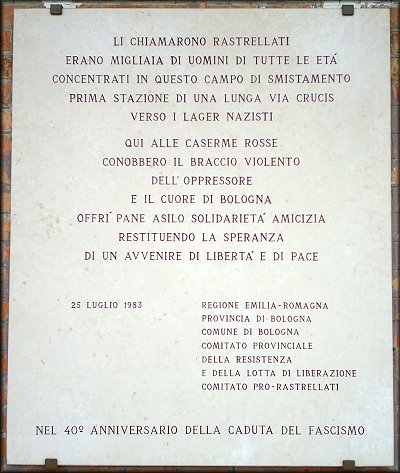 LI CHIAMARONO RASTRELLATI
ERANO MIGLIAIA DI UOMINI DI TUTTE LE ETÁ
CONCENTRATI IN QUESTO CAMPO DI SMISTAMENTO
PRIMA STAZIONE DI UNA LUNGA VIA CRUCIS
VERSO I LAGER NAZISTI
QUI ALLE CASERME ROSSE
CONOBBERO IL BRACCIO VIOLENTO
DELL'OPPRESSORE
E IL CUORE DI BOLOGNA
OFFRI' PANE ASILO SOLIDARIETA' AMICIZIA
RESTITUENDO LA SPERANZA
DI UN AVVENIRE DI LIBERTA' E DI PACE
25 LUGLIO 1983
REGIONE EMILIA-ROMAGNA
PROVINCIA DI BOLOGNA
COMUNE DI BOLOGNA
COMITATO PROVINCIALE
DELLA RESISTENZA
E DELLA LOTTA DI LIBERAZIONE
COMITATO PRO-RASTRELLATI
NEL 40º ANNIVERSARIO DELLA CADUTA DEL FASCISMO